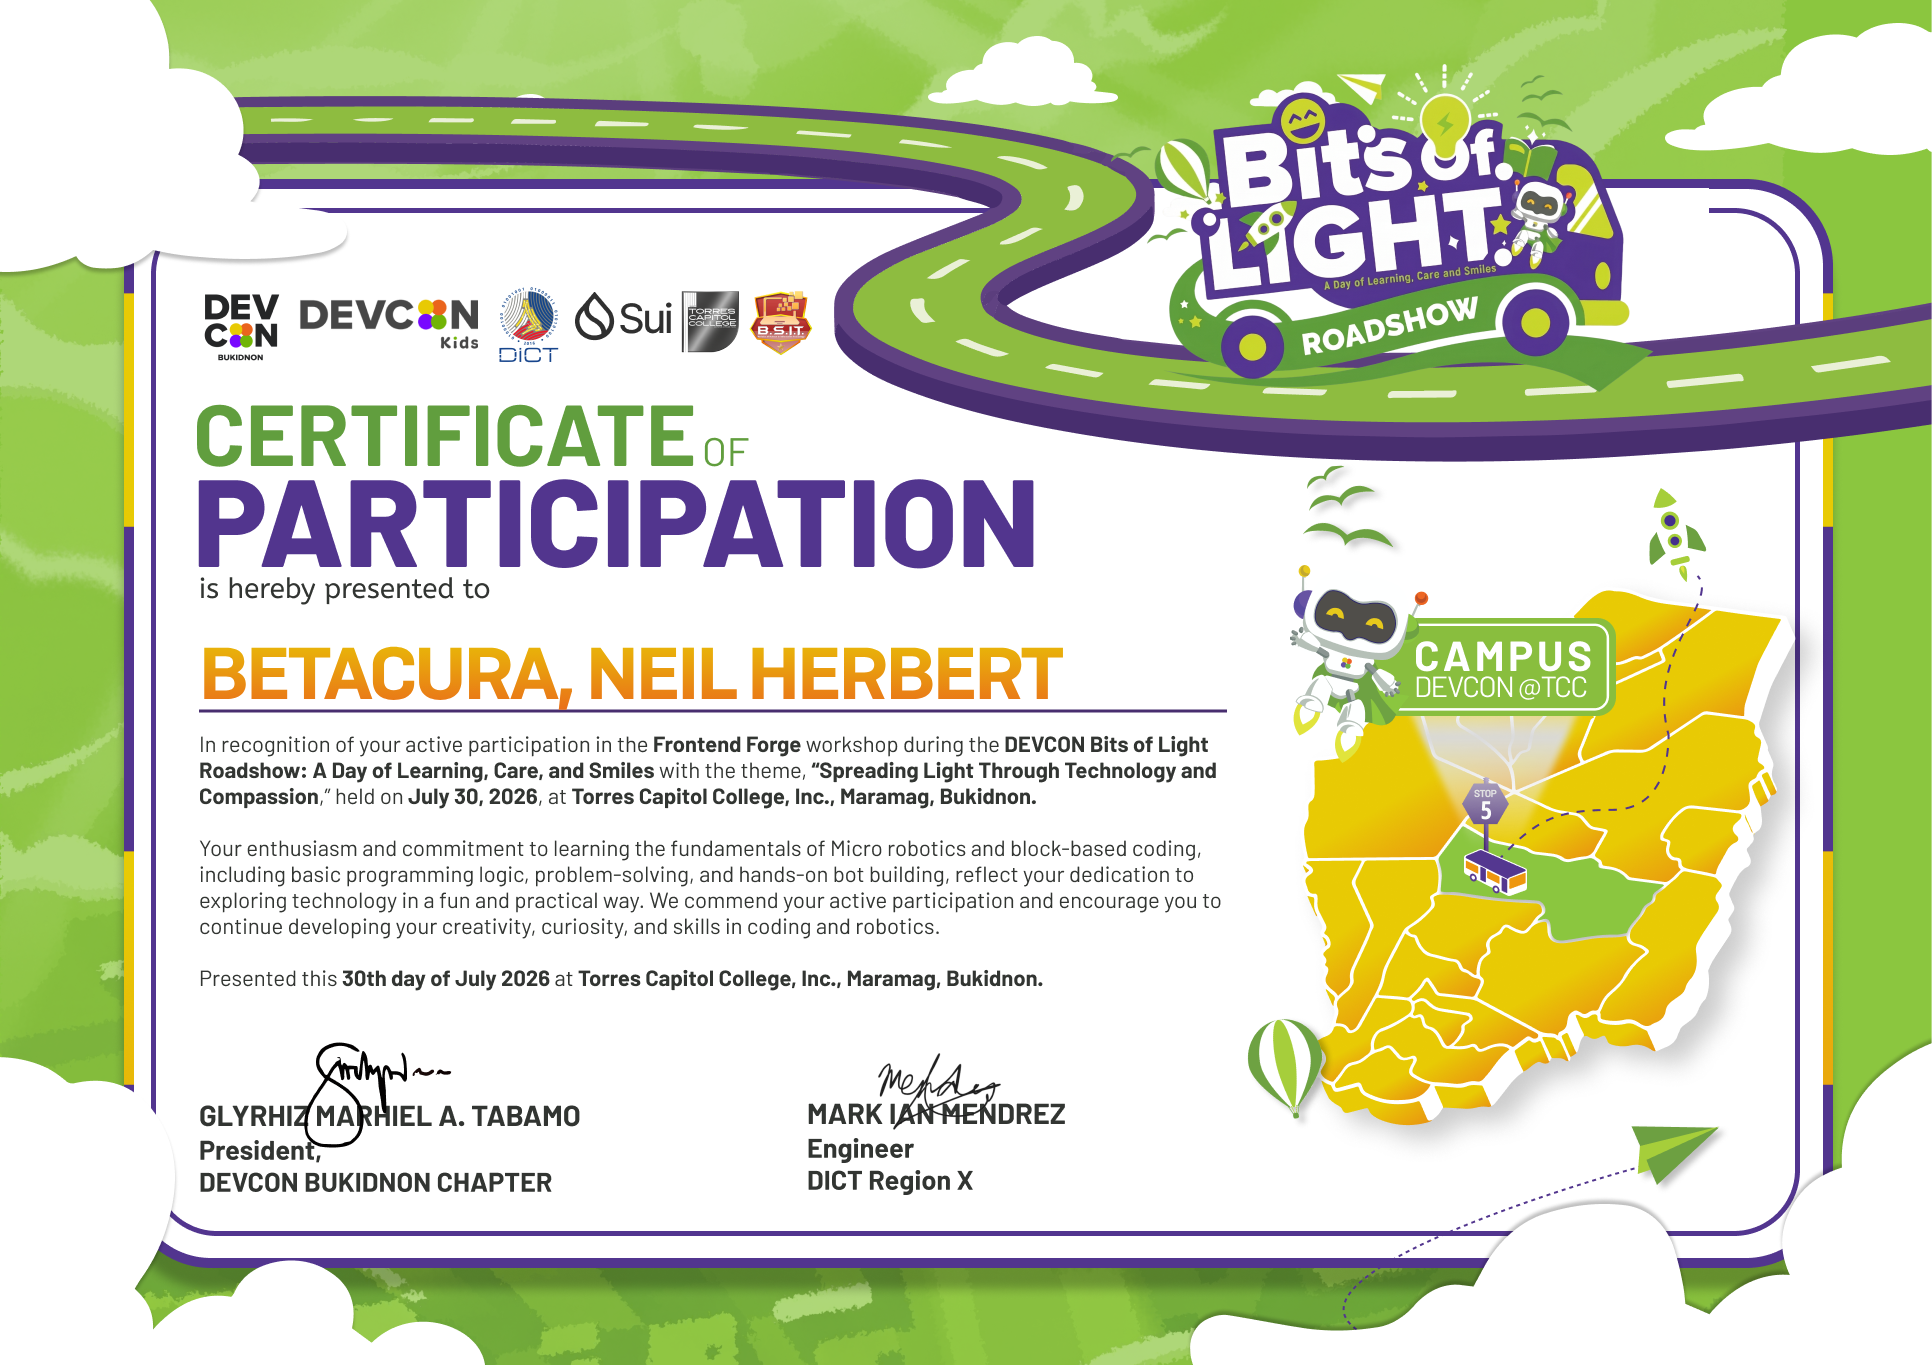 Bits of
LIGHT
A Day of Learning, Care and Smiles
ROADSHOW
DEV
CON
BUKIDNON
DEVCON
Kids
DICT
Sui
TORRES
CAPITOL
COLLEGE
B.S.I.T.
CERTIFICATE OF
PARTICIPATION
is hereby presented to
BETACURA, NEIL HERBERT
In recognition of your active participation in the Frontend Forge workshop during the DEVCON Bits of Light
Roadshow: A Day of Learning, Care, and Smiles with the theme, “Spreading Light Through Technology and
Compassion,” held on July 30, 2026, at Torres Capitol College, Inc., Maramag, Bukidnon.
Your enthusiasm and commitment to learning the fundamentals of Micro robotics and block-based coding,
including basic programming logic, problem-solving, and hands-on bot building, reflect your dedication to
exploring technology in a fun and practical way. We commend your active participation and encourage you to
continue developing your creativity, curiosity, and skills in coding and robotics.
Presented this 30th day of July 2026 at Torres Capitol College, Inc., Maramag, Bukidnon.
CAMPUS
DEVCON @TCC
STOP
5
GLYRHIZ MARHIEL A. TABAMO
President,
DEVCON BUKIDNON CHAPTER
MARK IAN MENDREZ
Engineer
DICT Region X